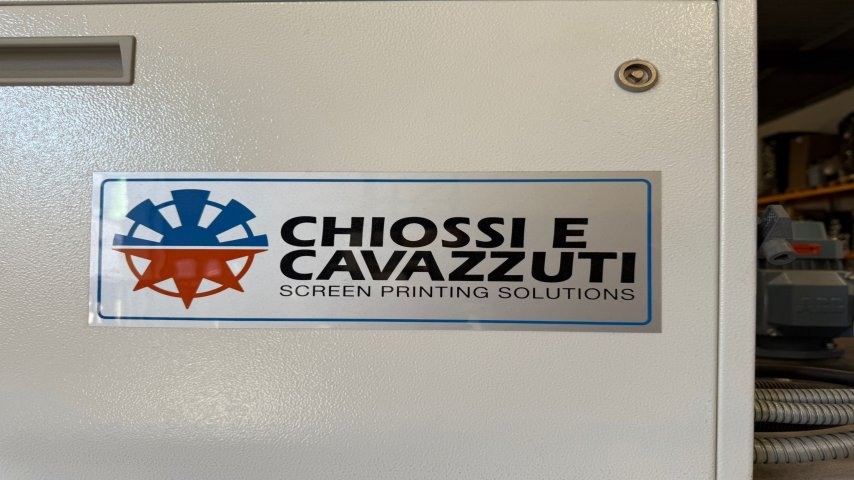 CHIOSSI E
CAVAZZUTI
SCREEN PRINTING SOLUTIONS